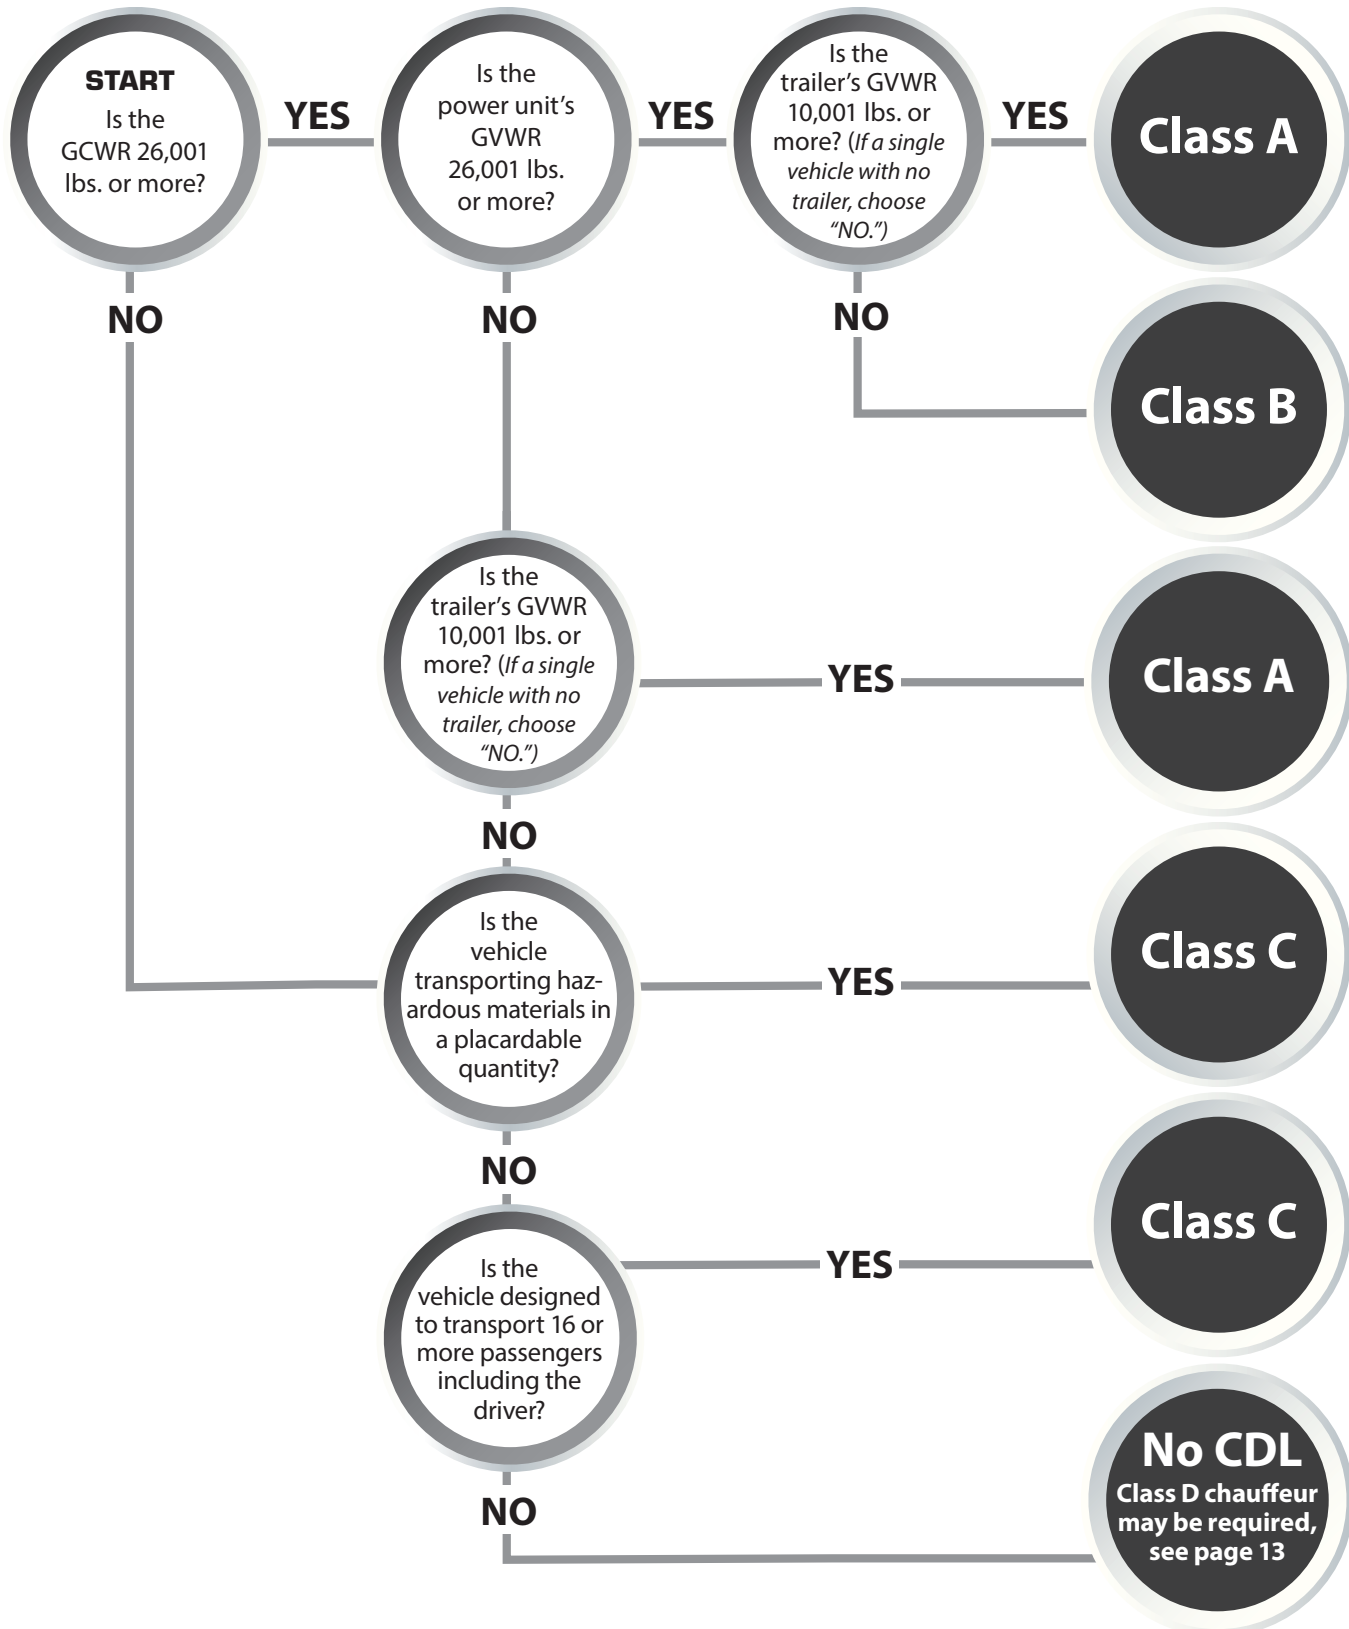 START
Is the
GCWR 26,001
lbs. or more?
YES
Is the
power unit's
GVWR
26,001 lbs.
or more?
YES
Is the
trailer's GVWR
10,001 lbs. or
more? (If a single
vehicle with no
trailer, choose
“NO.”)
YES
Class A
NO
NO
NO
Class B
Is the
trailer's GVWR
10,001 lbs. or
more? (If a single
vehicle with no
trailer, choose
“NO.”)
YES
Class A
NO
Is the
vehicle
transporting haz-
ardous materials in
a placardable
quantity?
YES
Class C
NO
Is the
vehicle designed
to transport 16 or
more passengers
including the
driver?
YES
Class C
NO
No CDL
Class D chauffeur
may be required,
see page 13